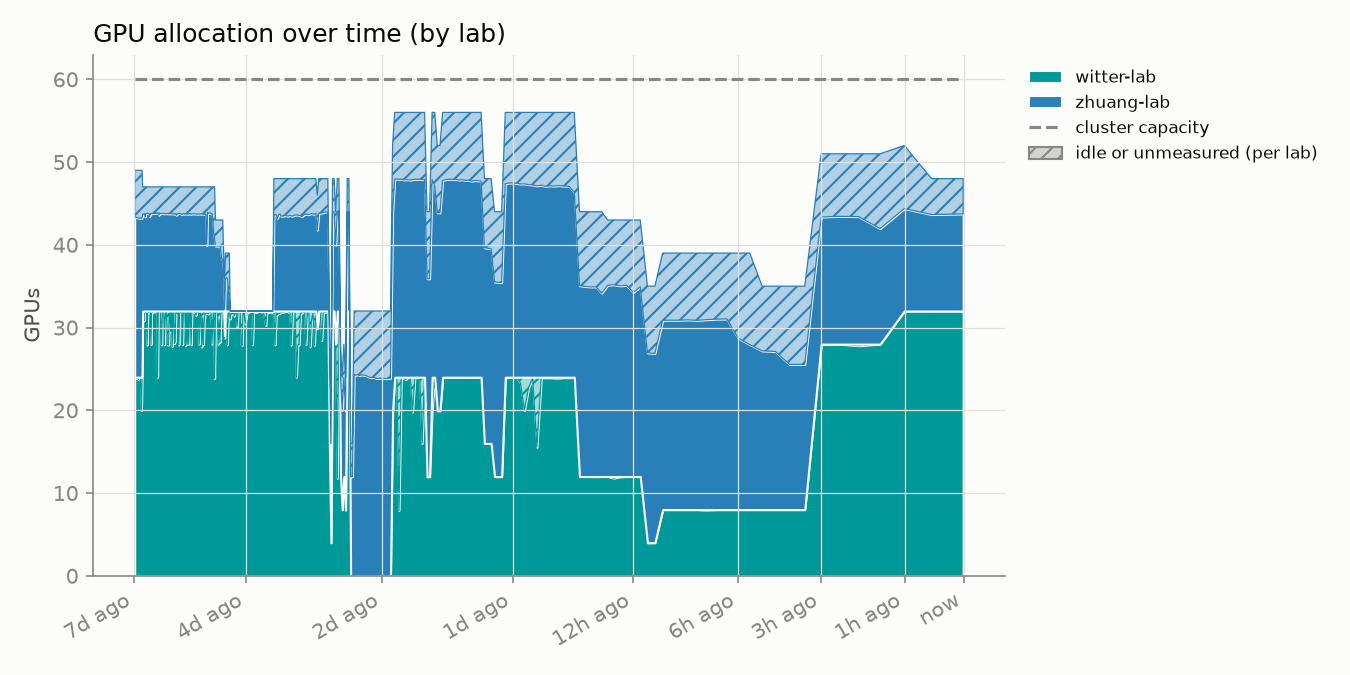 GPU allocation over time (by lab)
witter-lab
zhuang-lab
cluster capacity
idle or unmeasured (per lab)
GPUs
60
50
40
30
20
10
0
7d ago
4d ago
2d ago
1d ago
12h ago
6h ago
3h ago
1h ago
now